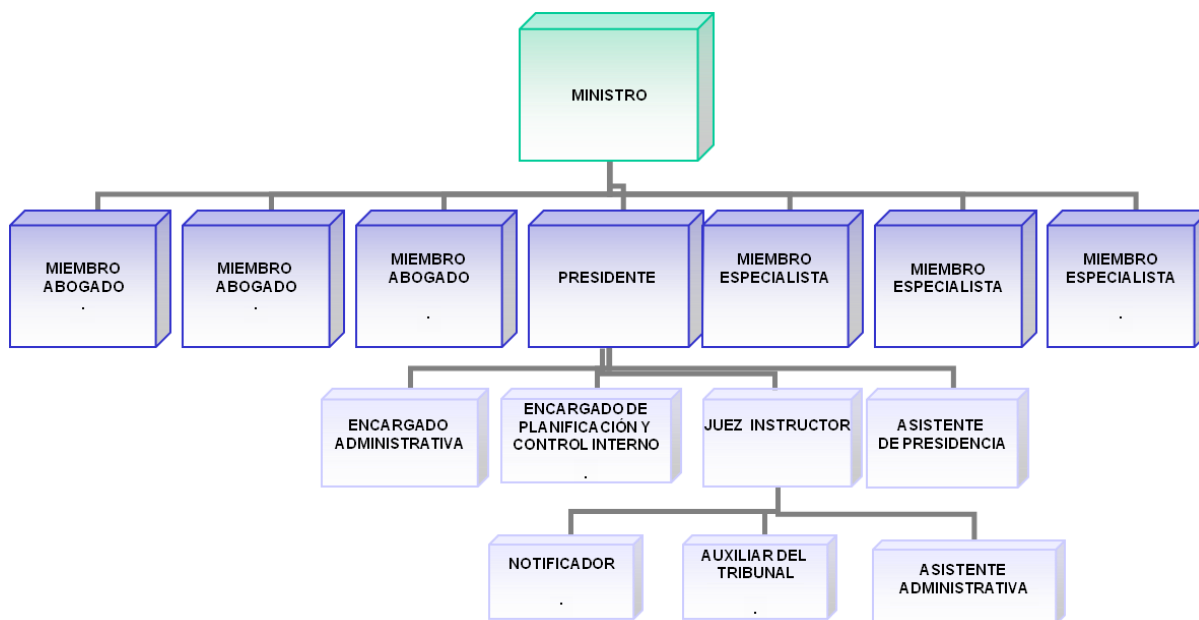 MINISTRO
MIEMBRO
ABOGADO
.
MIEMBRO
ABOGADO
.
MIEMBRO
ABOGADO
.
PRESIDENTE
MIEMBRO
ESPECIALISTA
.
MIEMBRO
ESPECIALISTA
MIEMBRO
ESPECIALISTA
.
ENCARGADO
ADMINISTRATIVA
ENCARGADO DE
PLANIFICACIÓN Y
CONTROL INTERNO
.
JUEZ INSTRUCTOR
ASISTENTE
DE PRESIDENCIA
NOTIFICADOR
.
AUXILIAR DEL
TRIBUNAL
.
ASISTENTE
ADMINISTRATIVA